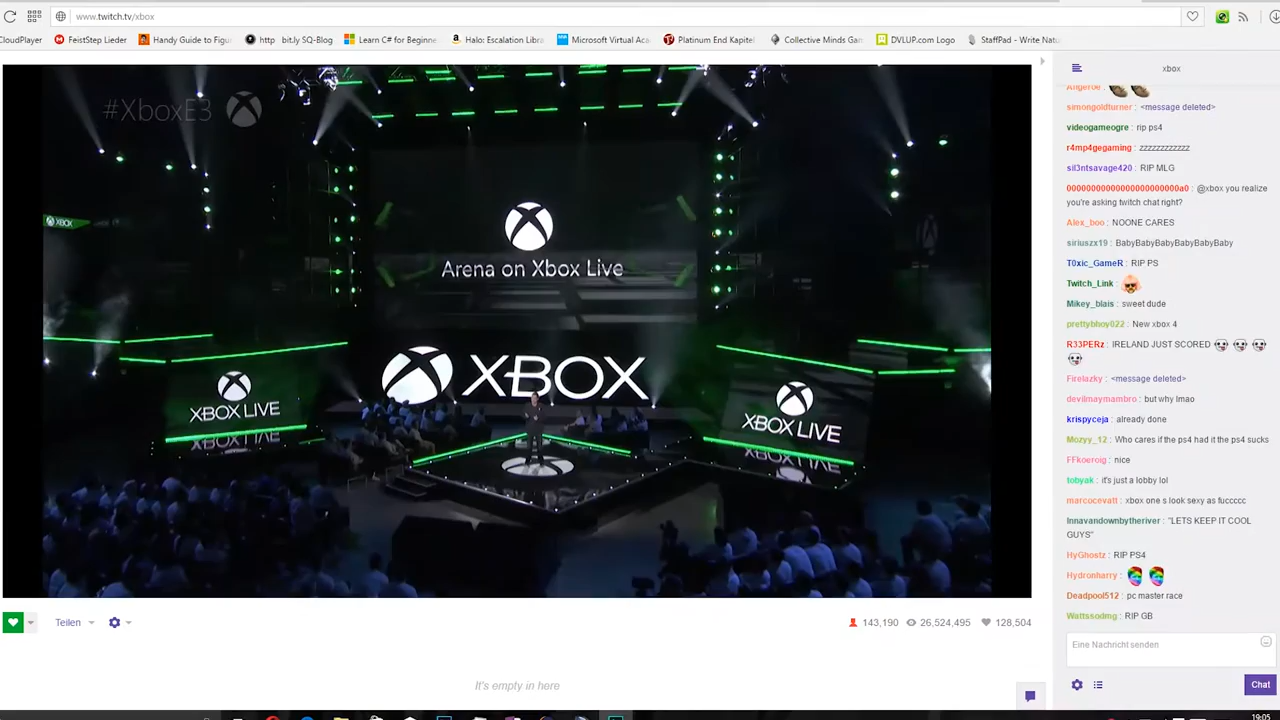 www.twitch.tv/xbox
CloudPlayer
FeistStep Lieder
Handy Guide to Figu
http bit.ly SQ-Blog
Learn C# for Beginne
Halo: Escalation Libra
Microsoft Virtual Aca
Platinum End Kapitel
Collective Minds Gam
DVLUP.com Logo
StaffPad - Write Natu
#XboxE3
XBOX
Arena on Xbox Live
XBOX
XBOX LIVE
XBOX LIVE
Teilen
143,190
26,524,495
128,504
It's empty in here
xbox
Angeroe :
simongoldturner : <message deleted>
videogameogre : rip ps4
r4mp4gegaming : zzzzzzzzzzzz
sil3ntsavage420 : RIP MLG
@xbox you realize
you're asking twitch chat right?
Alex_boo : NOONE CARES
siriuszx19 : BabyBabyBabyBabyBabyBaby
T0xic_GameR : RIP PS
Twitch_Link :
Mikey_blais : sweet dude
prettybhoy022 : New xbox 4
R33PERz : IRELAND JUST SCORED
Firelazky : <message deleted>
devilmaymambro : but why lmao
krispyceja : already done
Mozyy_12 : Who cares if the ps4 had it the ps4 sucks
FFkoeroig : nice
tobyak : it's just a lobby lol
marcocevatt : xbox one s look sexy as fuccccc
Innavandownbytheriver : "LETS KEEP IT COOL
GUYS"
HyGhostz : RIP PS4
Hydronharry :
Deadpool512 : pc master race
Wattssodmg : RIP GB
Eine Nachricht senden
Chat
19:05